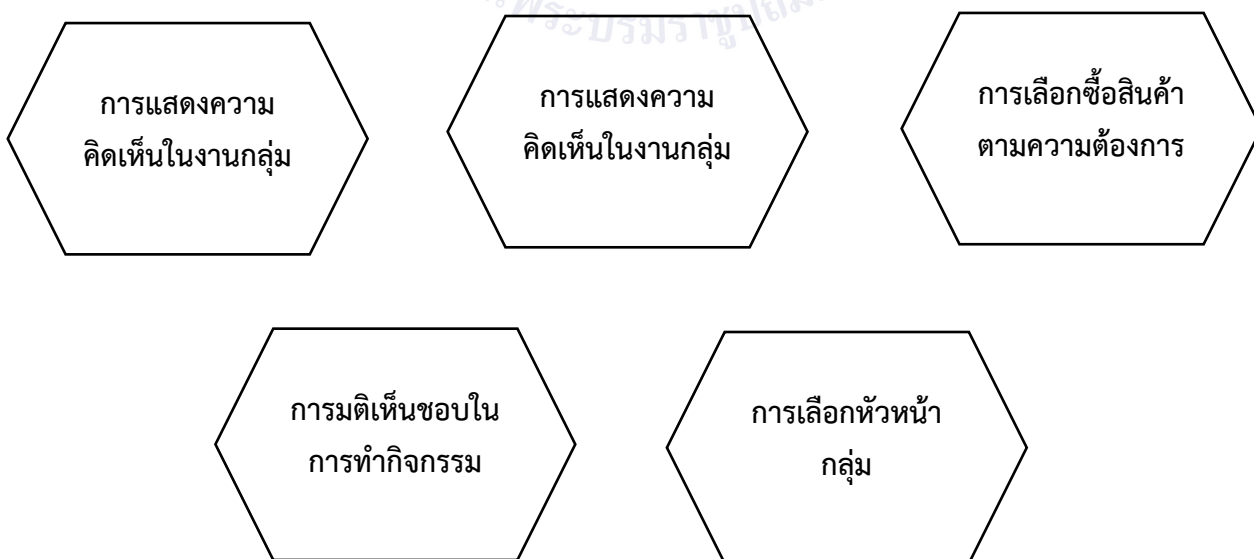 การแสดงความ
คิดเห็นในงานกลุ่ม
การแสดงความ
คิดเห็นในงานกลุ่ม
การเลือกซื้อสินค้า
ตามความต้องการ
การมติเห็นชอบใน
การทำกิจกรรม
การเลือกหัวหน้า
กลุ่ม